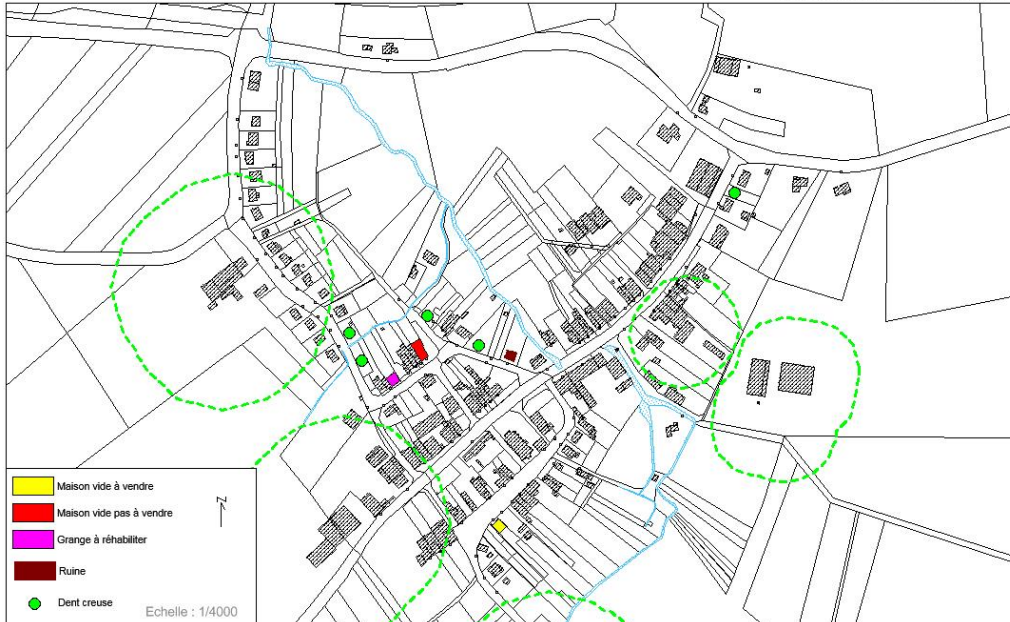 Maison vide à vendre
Maison vide pas à vendre
Grange à réhabiliter
Ruine
Dent creuse
N
Echelle : 1/4000